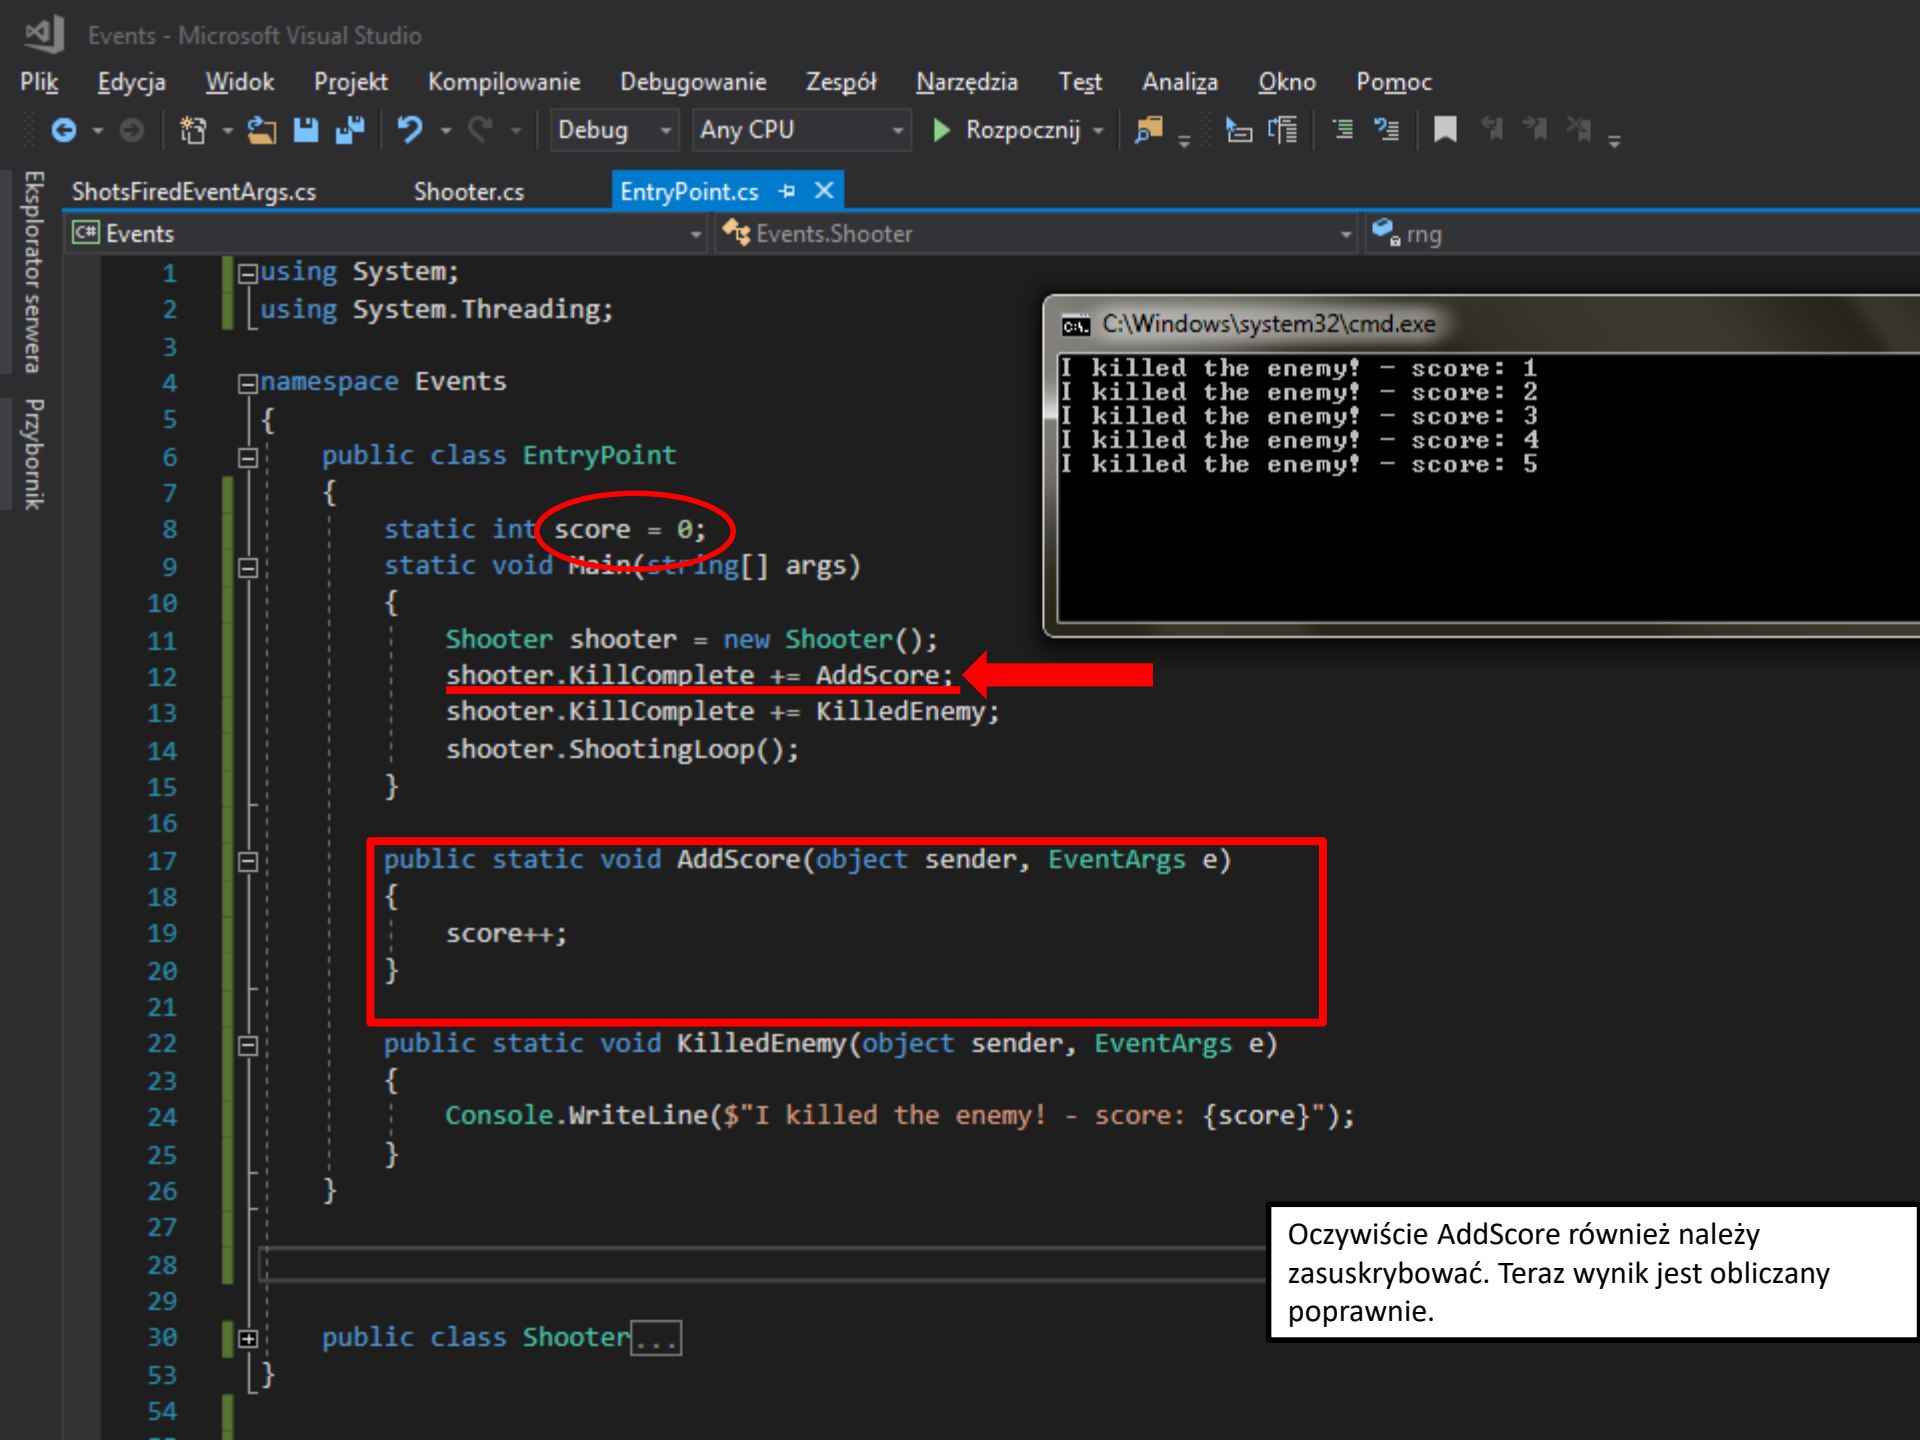 Events - Microsoft Visual Studio
Plik Edycja Widok Projekt Kompilowanie Debugowanie Zespół Narzędzia Test Analiza Okno Pomoc
Debug Any CPU Rozpocznij
Eksplorator serwera
Przybornik
ShotsFiredEventArgs.cs Shooter.cs EntryPoint.cs
C# Events Events.Shooter rng
1 using System;
2 using System.Threading;
3
4 namespace Events
5 {
6 public class EntryPoint
7 {
8 static int score = 0;
9 static void Main(string[] args)
10 {
11 Shooter shooter = new Shooter();
12 shooter.KillComplete += AddScore;
13 shooter.KillComplete += KilledEnemy;
14 shooter.ShootingLoop();
15 }
16
17 public static void AddScore(object sender, EventArgs e)
18 {
19 score++;
20 }
21
22 public static void KilledEnemy(object sender, EventArgs e)
23 {
24 Console.WriteLine($"I killed the enemy! - score: {score}");
25 }
26 }
27
28
29
30 public class Shooter...
53 }
54
C:\Windows\system32\cmd.exe
I killed the enemy! - score: 1
I killed the enemy! - score: 2
I killed the enemy! - score: 3
I killed the enemy! - score: 4
I killed the enemy! - score: 5
Oczywiście AddScore również należy
zasuskrybować. Teraz wynik jest obliczany
poprawnie.